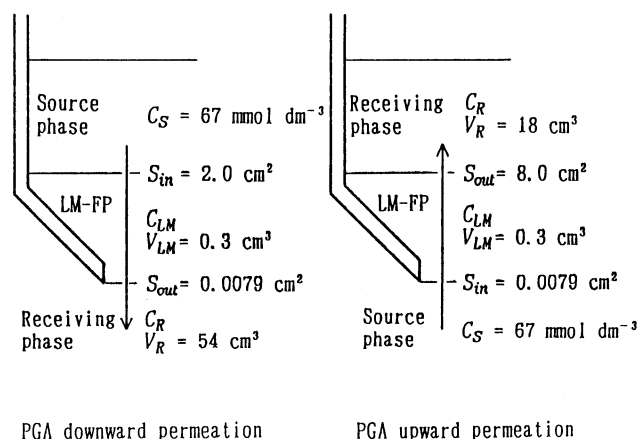 Source phase
C_S = 67 mmol dm⁻³
S_in = 2.0 cm²
LM-FP
C_LM
V_LM = 0.3 cm³
S_out = 0.0079 cm²
Receiving phase
C_R
V_R = 54 cm³
PGA downward permeation
Receiving phase
C_R
V_R = 18 cm³
S_out = 8.0 cm²
LM-FP
C_LM
V_LM = 0.3 cm³
S_in = 0.0079 cm²
Source phase
C_S = 67 mmol dm⁻³
PGA upward permeation